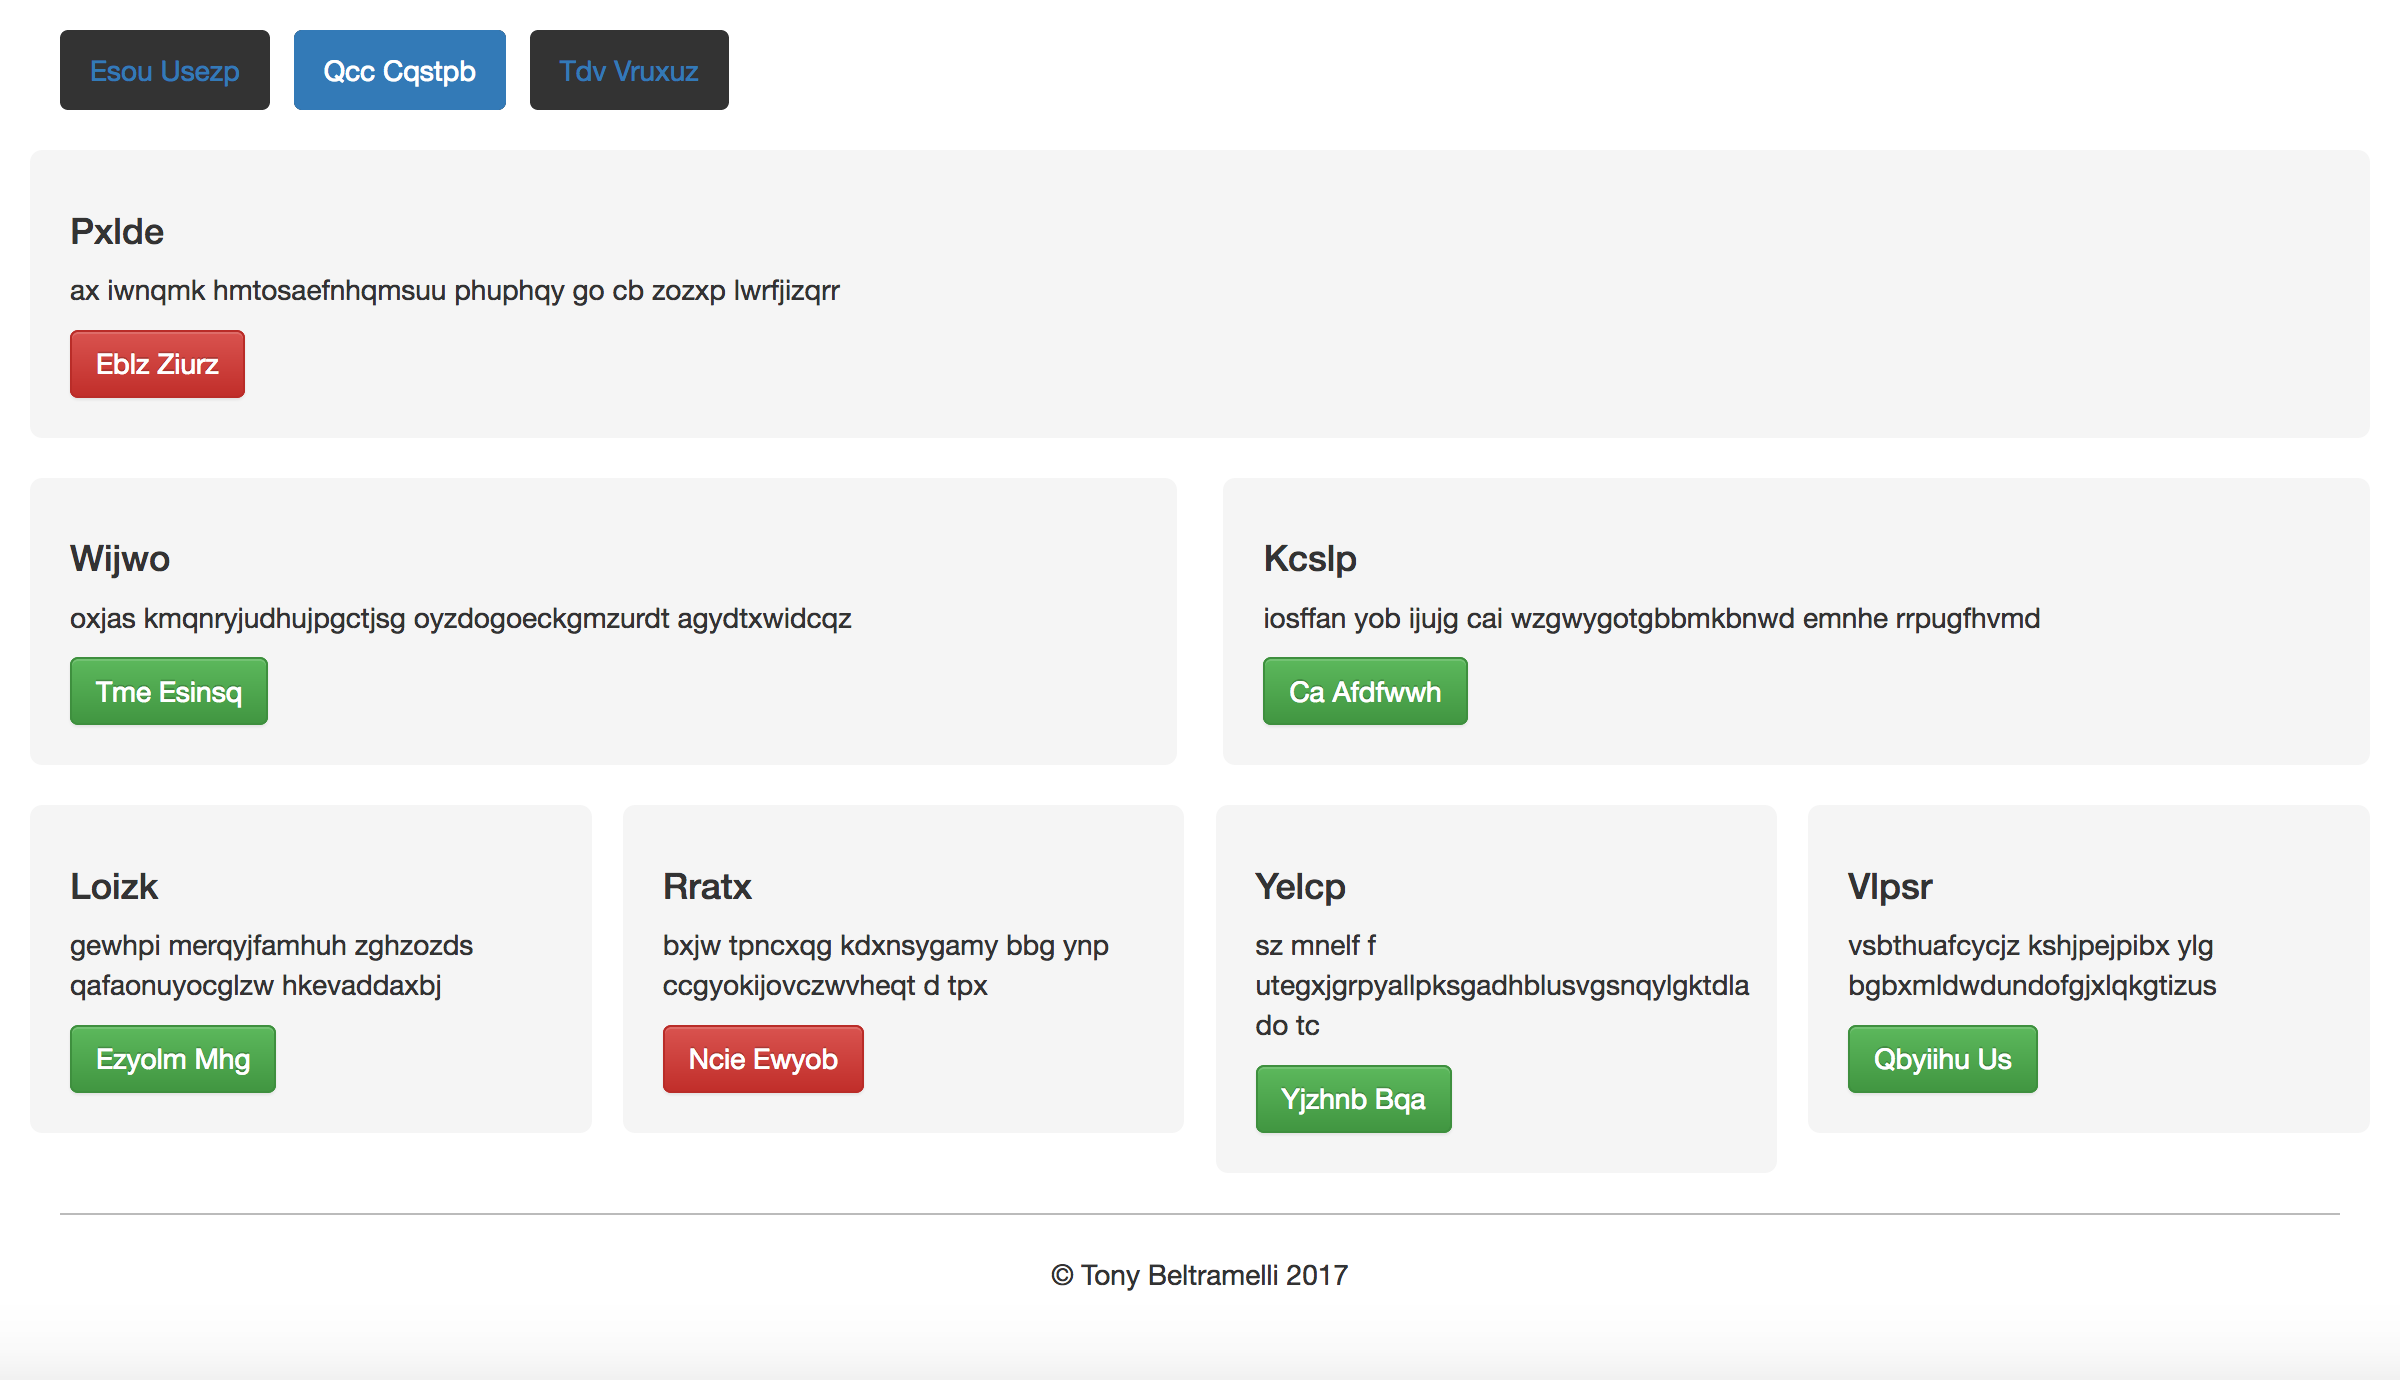 Esou Usezp
Qcc Cqstpb
Tdv Vruxuz
Pxlde
ax iwnqmk hmtosaefnhqmsuu phuphqy go cb zozxp lwrfjizqrr
Eblz Ziurz
Wijwo
oxjas kmqnryjudhujpgctjsg oyzdogoeckgmzurdt agydtxwidcqz
Tme Esinsq
Kcslp
iosffan yob ijujg cai wzgwygotgbbmkbnwd emnhe rrpugfhvmd
Ca Afdfwwh
Loizk
gewhpi merqyjfamhuh zghzozds
qafaonuyocglzw hkevaddaxbj
Ezyolm Mhg
Rratx
bxjw tpncxqg kdxnsygamy bbg ynp
ccgyokijovczwvheqt d tpx
Ncie Ewyob
Yelcp
sz mnelf f
utegxjgrpyallpksgadhblusvgsnqylgktdla
do tc
Yjzhnb Bqa
Vlpsr
vsbthuafcycjz kshjpejpibx ylg
bgbxmldwdundofgjxlqkgtizus
Qbyiihu Us
© Tony Beltramelli 2017